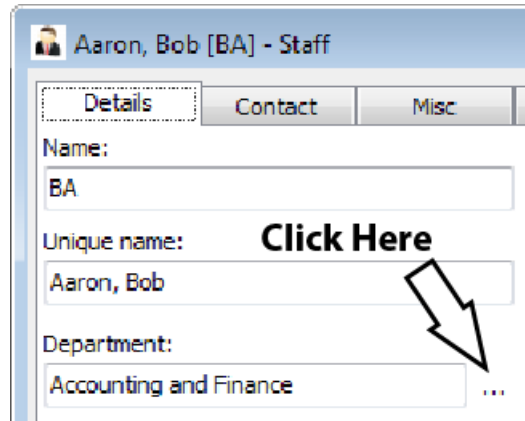 Aaron, Bob [BA] - Staff
Details Contact Misc
Name:
BA
Unique name:
Click Here
Aaron, Bob
Department:
Accounting and Finance ...